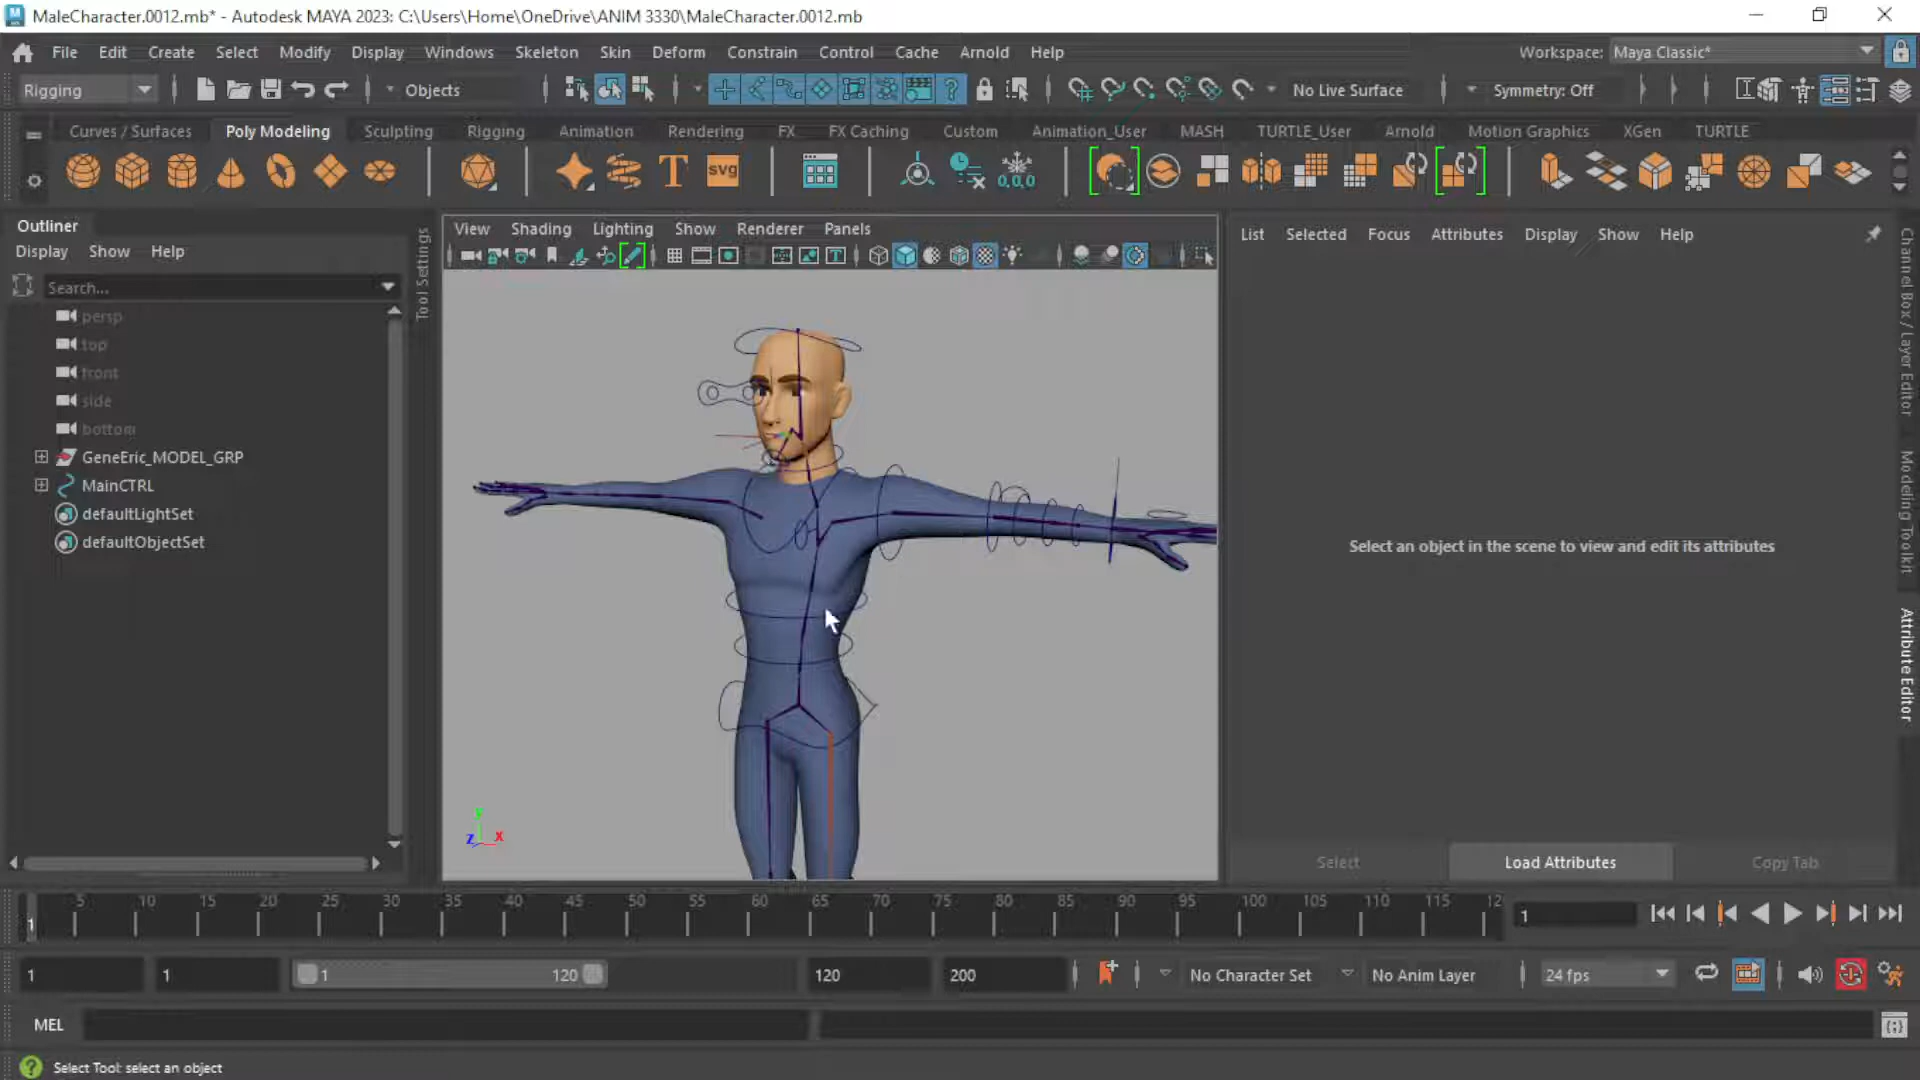 MaleCharacter.0012.mb* - Autodesk MAYA 2023: C:\Users\Home\OneDrive\ANIM 3330\MaleCharacter.0012.mb
File Edit Create Select Modify Display Windows Skeleton Skin Deform Constrain Control Cache Arnold Help Workspace: Maya Classic*
Rigging Objects No Live Surface Symmetry: Off
Curves / Surfaces Poly Modeling Sculpting Rigging Animation Rendering FX FX Caching Custom Animation_User MASH TURTLE_User Arnold Motion Graphics XGen TURTLE
T SVG 0,0,0
Outliner
Display Show Help
Search...
persp
top
front
side
bottom
GeneEric_MODEL_GRP
MainCTRL
defaultLightSet
defaultObjectSet
Tool Settings
View Shading Lighting Show Renderer Panels
y
z x
List Selected Focus Attributes Display Show Help
Select an object in the scene to view and edit its attributes
Select Load Attributes Copy Tab
Channel Box / Layer Editor
Modeling Toolkit
Attribute Editor
5 10 15 20 25 30 35 40 45 50 55 60 65 70 75 80 85 90 95 100 105 110 115 12
1 1
1 1 1 120 120 200 No Character Set No Anim Layer 24 fps
MEL
Select Tool: select an object